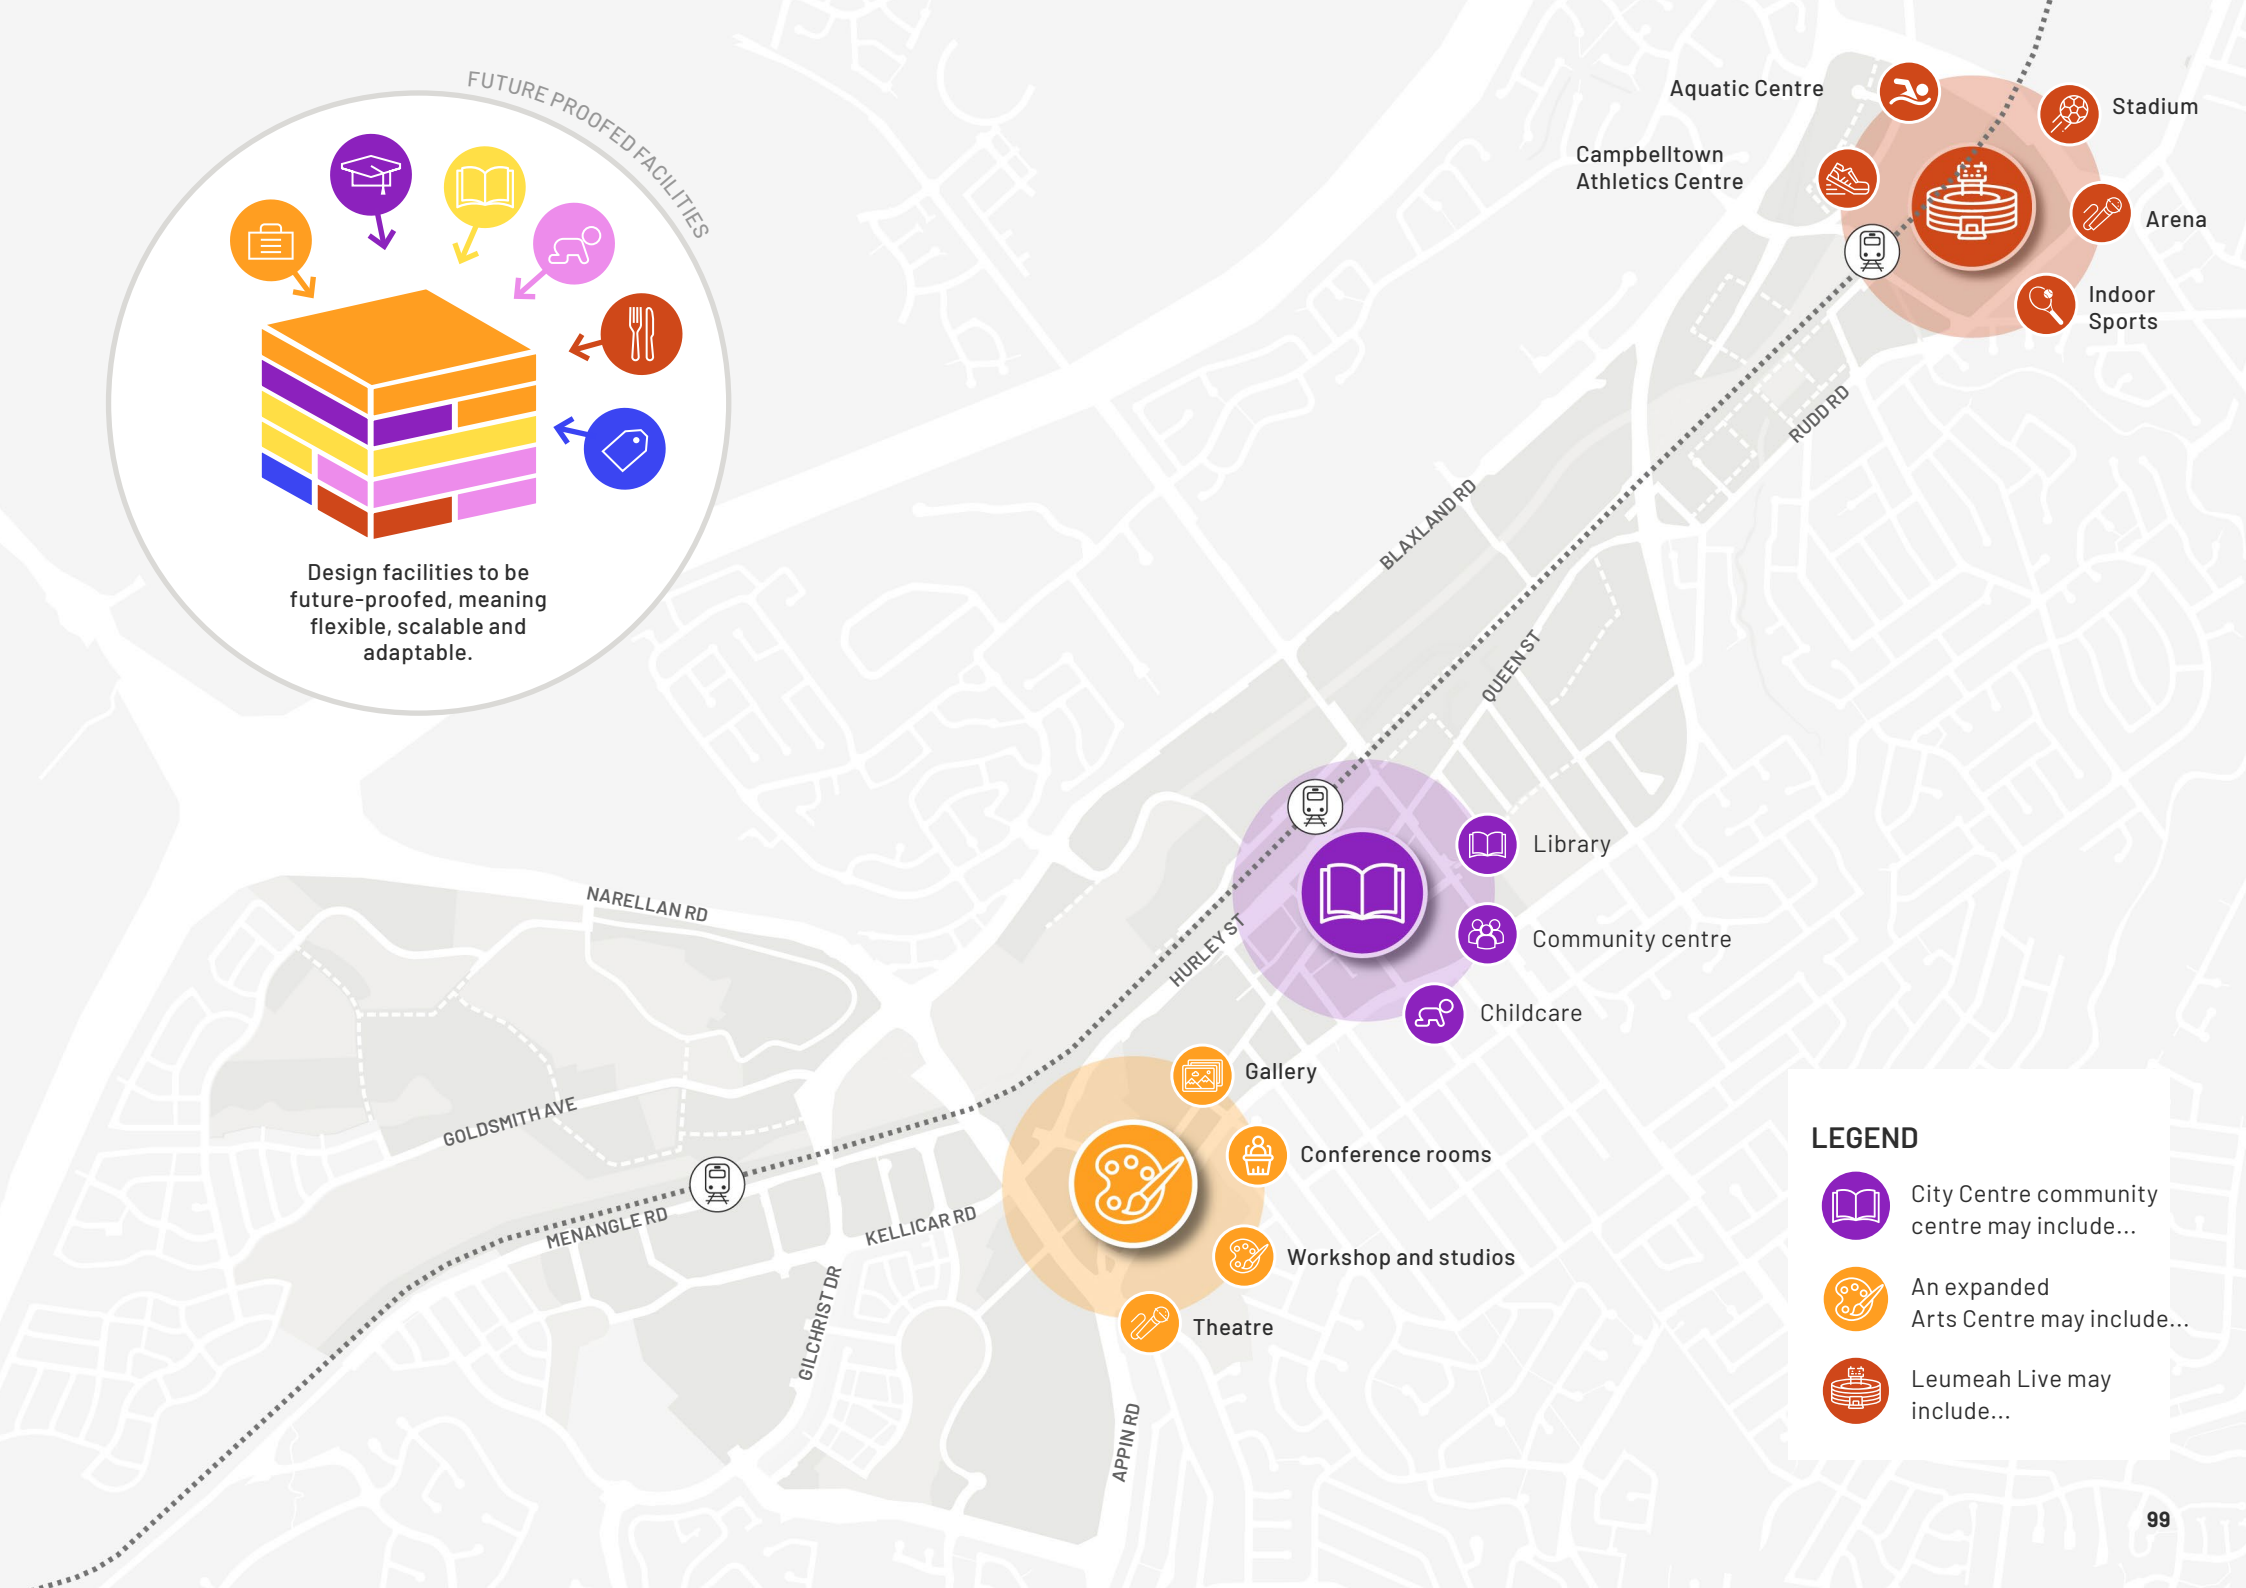 FUTURE PROOFED FACILITIES
Design facilities to be
future-proofed, meaning
flexible, scalable and
adaptable.
Aquatic Centre
Stadium
Campbelltown
Athletics Centre
Arena
Indoor
Sports
RUDD RD
BLAXLAND RD
QUEEN ST
Library
NARELLAN RD
HURLEY ST
Community centre
Childcare
Gallery
GOLDSMITH AVE
Conference rooms
MENANGLE RD
KELLICAR RD
Workshop and studios
GILCHRIST DR
Theatre
APPIN RD
LEGEND
City Centre community
centre may include...
An expanded
Arts Centre may include...
Leumeah Live may
include...
99